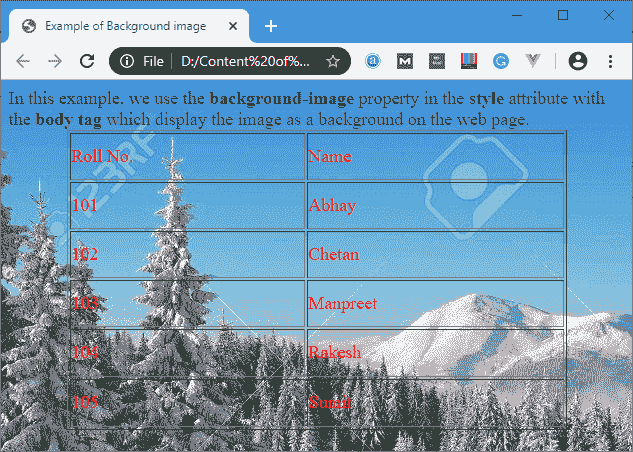 Example of Background image
File D:/Content%20of%...
In this example. we use the background-image property in the style attribute with
the body tag which display the image as a background on the web page.
Roll No. Name
101 Abhay
102 Chetan
103 Manpreet
104 Rakesh
105 Sumit
123RF